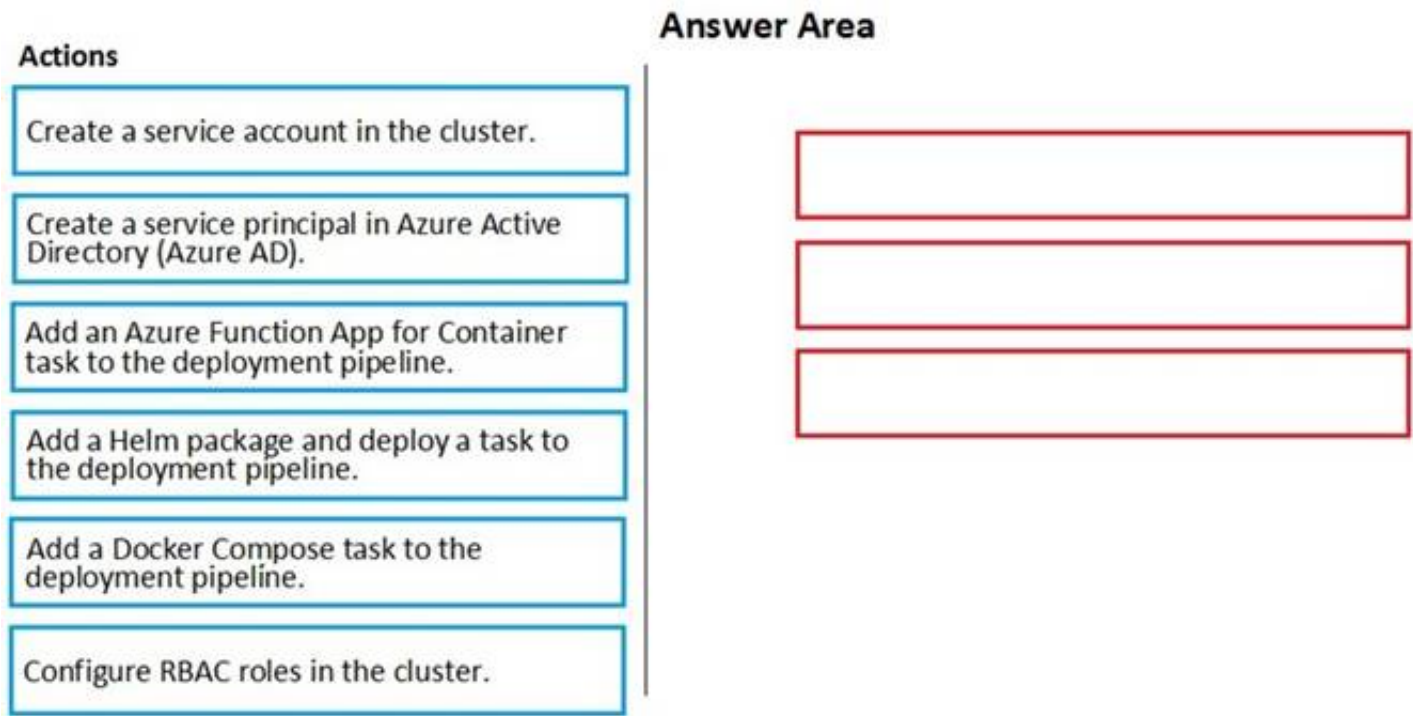 Answer Area
Actions
Create a service account in the cluster.
Create a service principal in Azure Active
Directory (Azure AD).
Add an Azure Function App for Container
task to the deployment pipeline.
Add a Helm package and deploy a task to
the deployment pipeline.
Add a Docker Compose task to the
deployment pipeline.
Configure RBAC roles in the cluster.